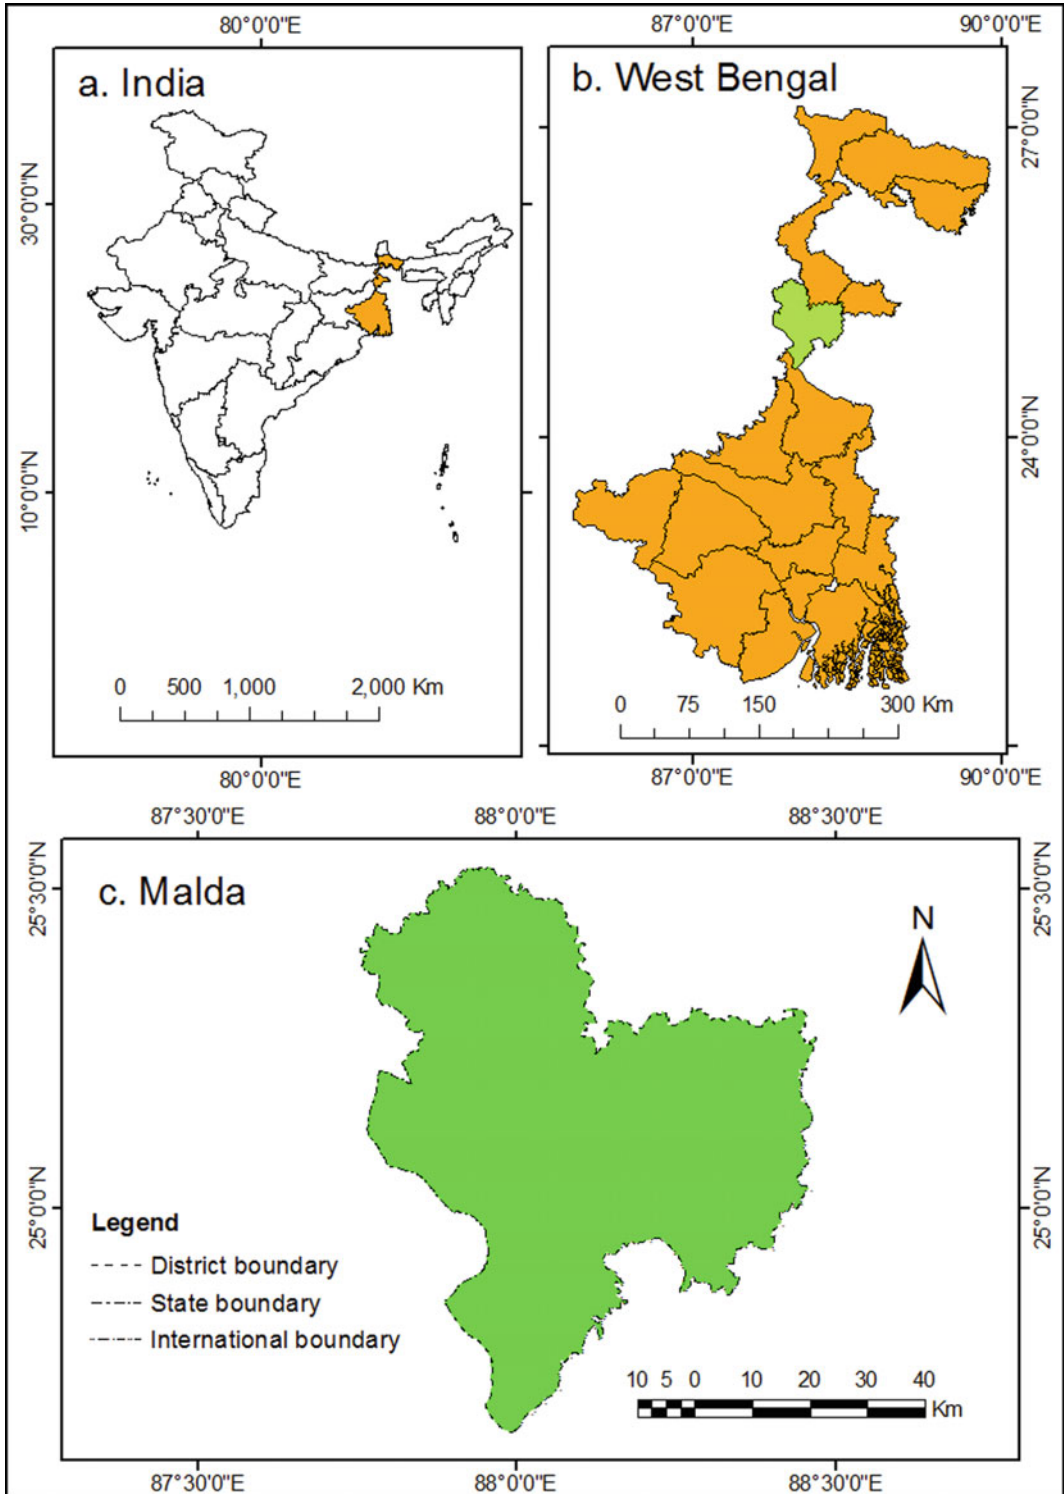 80°0'0"E
a. India
30°0'0"N
10°0'0"N
0 500 1,000 2,000 Km
80°0'0"E
87°0'0"E 90°0'0"E
b. West Bengal
27°0'0"N
24°0'0"N
0 75 150 300 Km
87°0'0"E 90°0'0"E
87°30'0"E 88°0'0"E 88°30'0"E
c. Malda
25°30'0"N 25°30'0"N
N
25°0'0"N 25°0'0"N
Legend
District boundary
State boundary
International boundary
10 5 0 10 20 30 40
Km
87°30'0"E 88°0'0"E 88°30'0"E